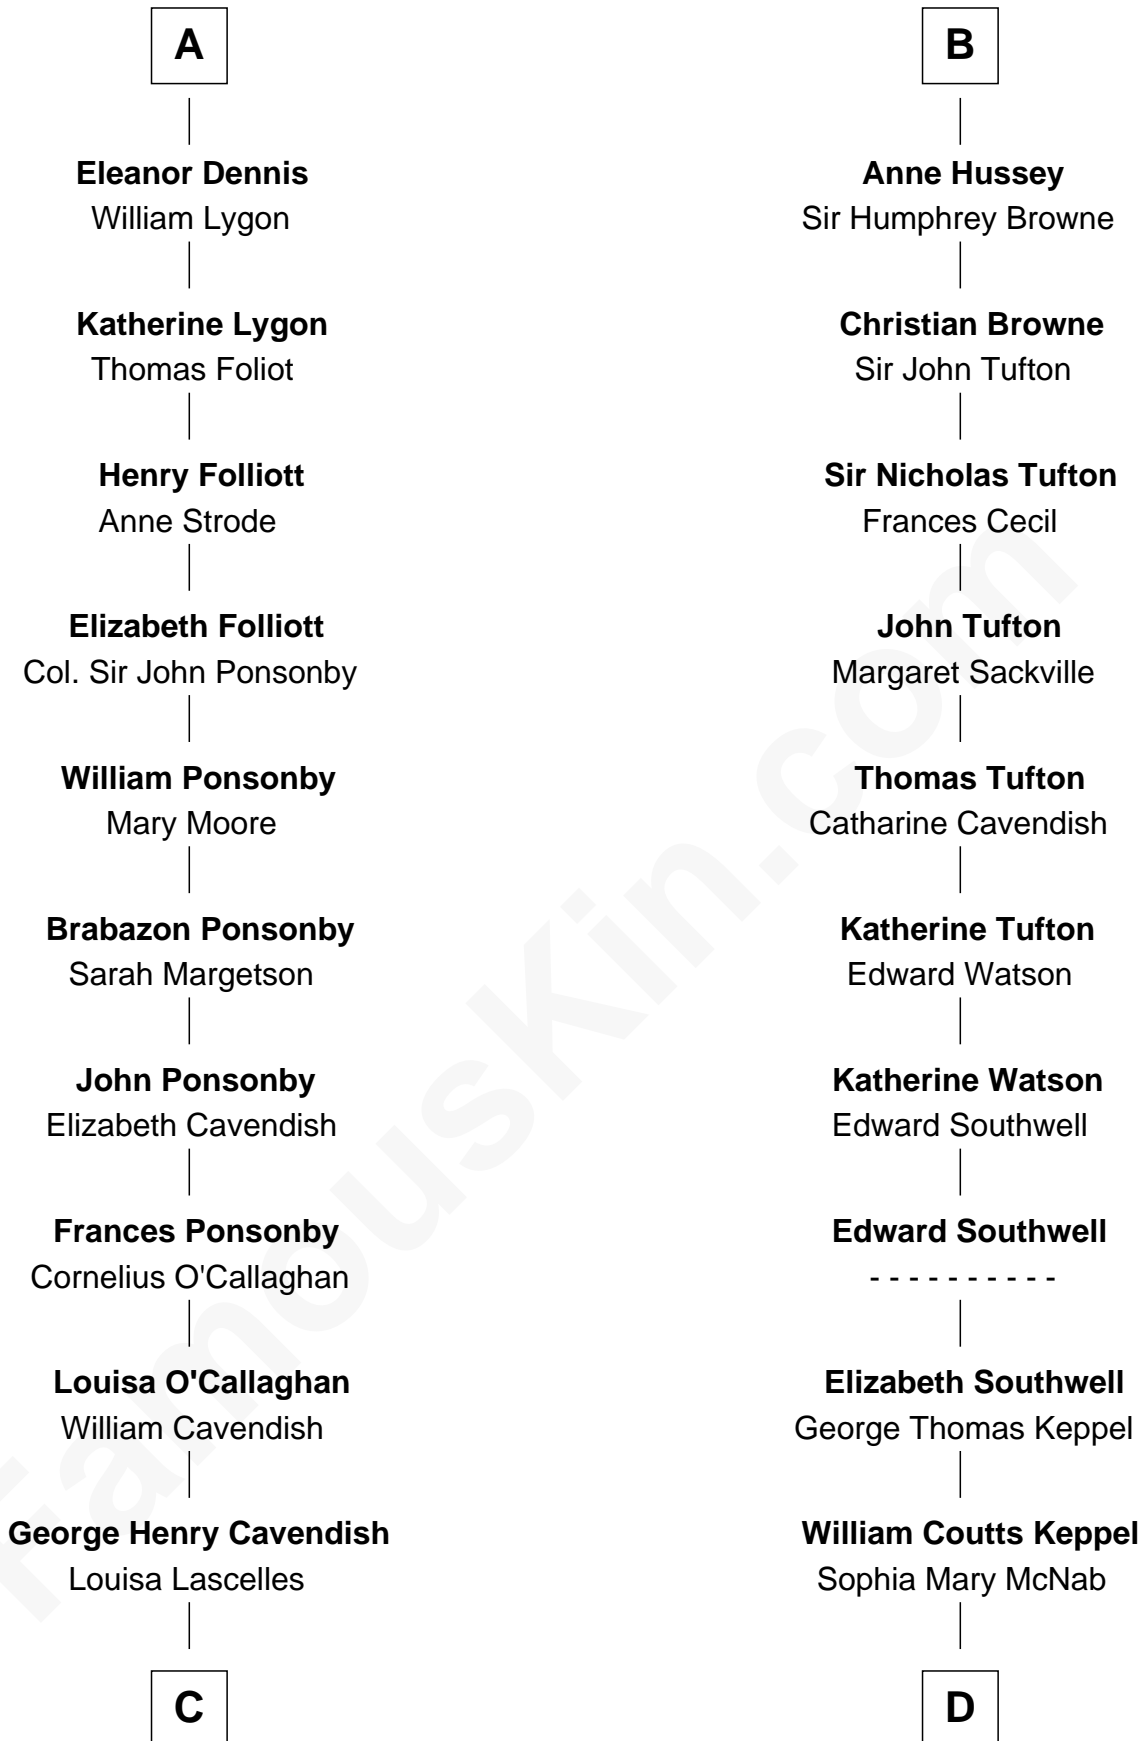 A
Eleanor Dennis
William Lygon
Katherine Lygon
Thomas Foliot
Henry Folliott
Anne Strode
Elizabeth Folliott
Col. Sir John Ponsonby
William Ponsonby
Mary Moore
Brabazon Ponsonby
Sarah Margetson
John Ponsonby
Elizabeth Cavendish
Frances Ponsonby
Cornelius O'Callaghan
Louisa O'Callaghan
William Cavendish
George Henry Cavendish
Louisa Lascelles
C
B
Anne Hussey
Sir Humphrey Browne
Christian Browne
Sir John Tufton
Sir Nicholas Tufton
Frances Cecil
John Tufton
Margaret Sackville
Thomas Tufton
Catharine Cavendish
Katherine Tufton
Edward Watson
Katherine Watson
Edward Southwell
Edward Southwell
- - - - - - - - - -
Elizabeth Southwell
George Thomas Keppel
William Coutts Keppel
Sophia Mary McNab
D
FamousKin.com